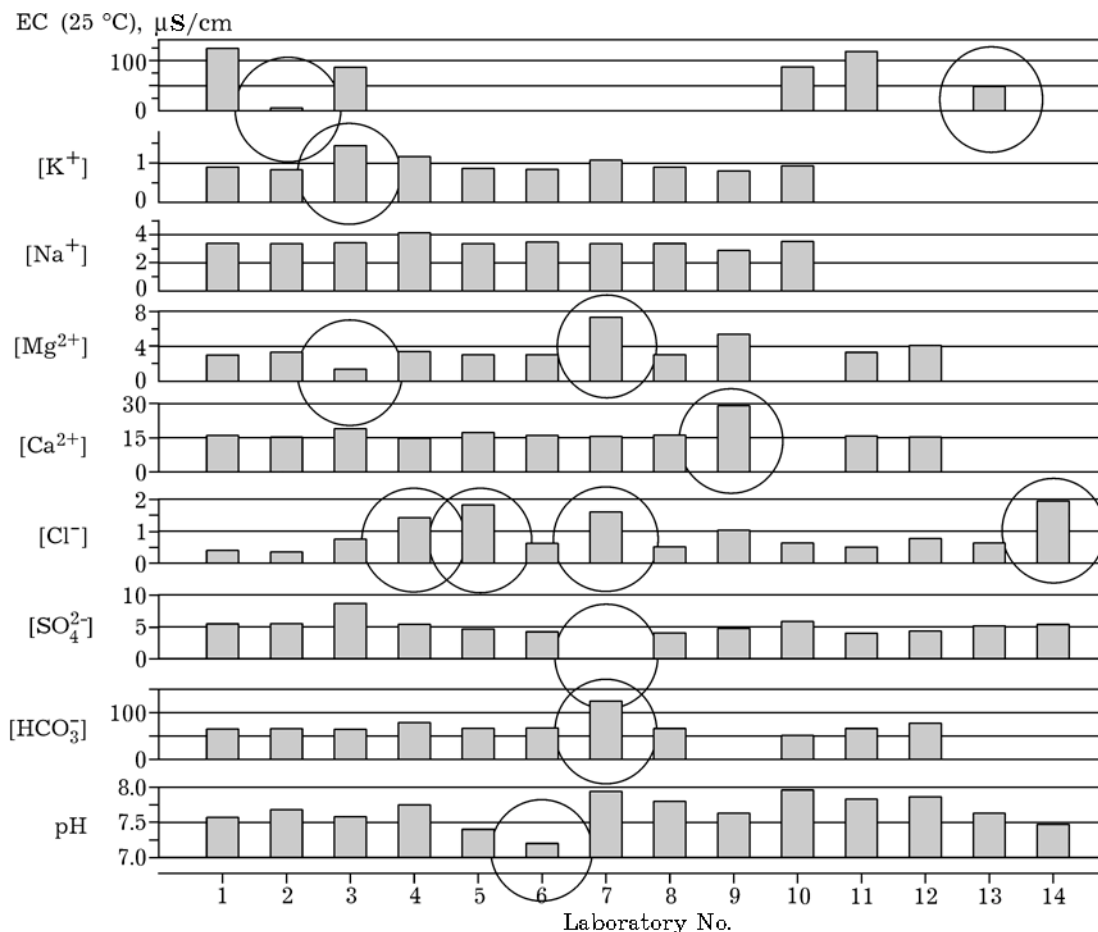 EC (25 °C), µS/cm
100
0
[K⁺]
1
0
[Na⁺]
4
2
0
[Mg²⁺]
8
4
0
[Ca²⁺]
30
15
0
[Cl⁻]
2
1
0
[SO₄²⁻]
10
5
0
[HCO₃⁻]
100
0
pH
8.0
7.5
7.0
1 2 3 4 5 6 7 8 9 10 11 12 13 14
Laboratory No.